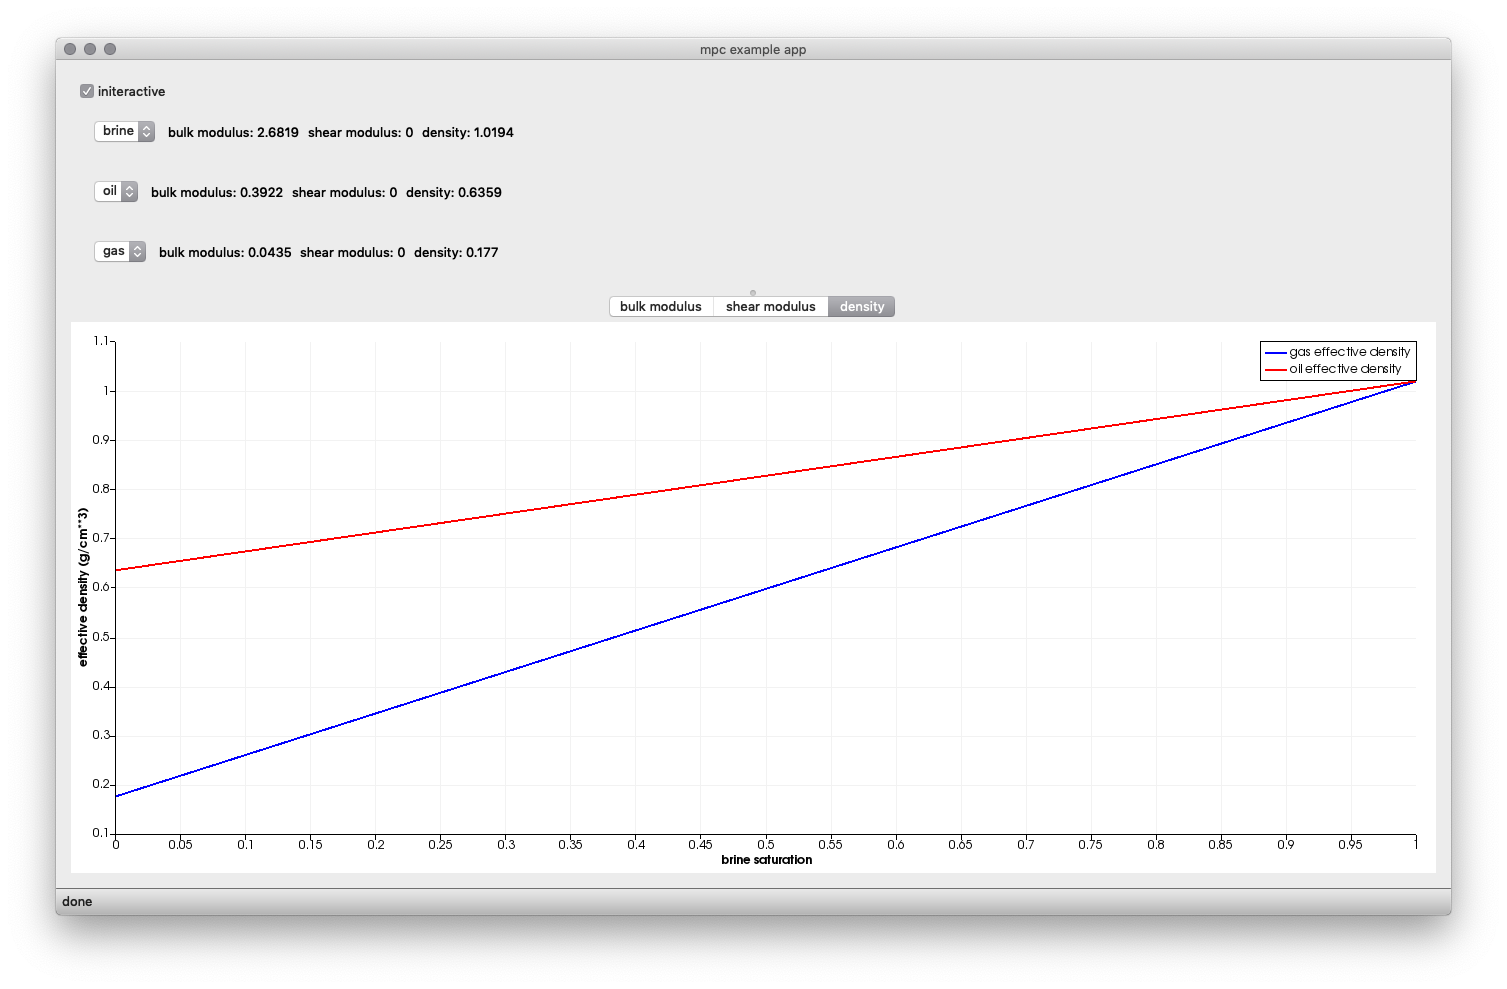 mpc example app
initeractive
brine bulk modulus: 2.6819 shear modulus: 0 density: 1.0194
oil bulk modulus: 0.3922 shear modulus: 0 density: 0.6359
gas bulk modulus: 0.0435 shear modulus: 0 density: 0.177
bulk modulus shear modulus density
gas effective density
oil effective density
effective density (g/cm**3)
1.1
1
0.9
0.8
0.7
0.6
0.5
0.4
0.3
0.2
0.1
0 0.05 0.1 0.15 0.2 0.25 0.3 0.35 0.4 0.45 0.5 0.55 0.6 0.65 0.7 0.75 0.8 0.85 0.9 0.95 1
brine saturation
done